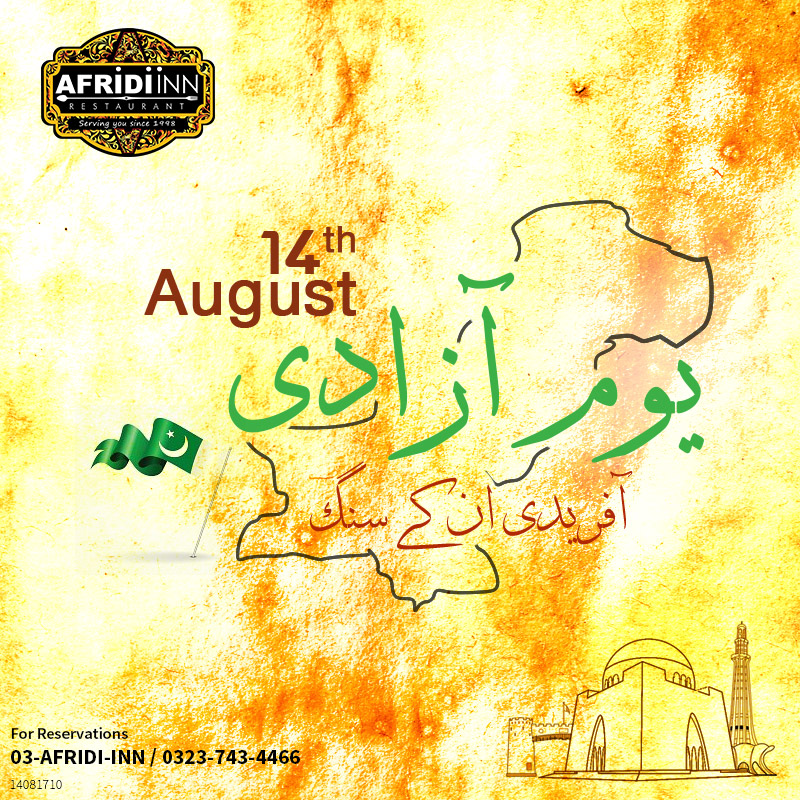 AFRiDi iNN
RESTAURANT
Serving you since 1998
14th
August
یوم آزادی
آفریدی ان کے سنگ
For Reservations
03-AFRIDI-INN / 0323-743-4466
14081710